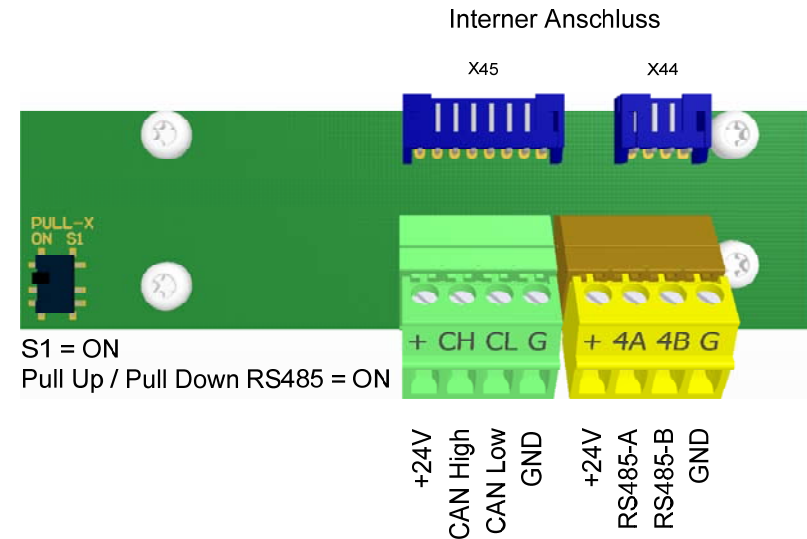 Interner Anschluss
X45
X44
PULL-X
ON S1
+ CH CL G
+ 4A 4B G
S1 = ON
Pull Up / Pull Down RS485 = ON
+24V
CAN High
CAN Low
GND
+24V
RS485-A
RS485-B
GND